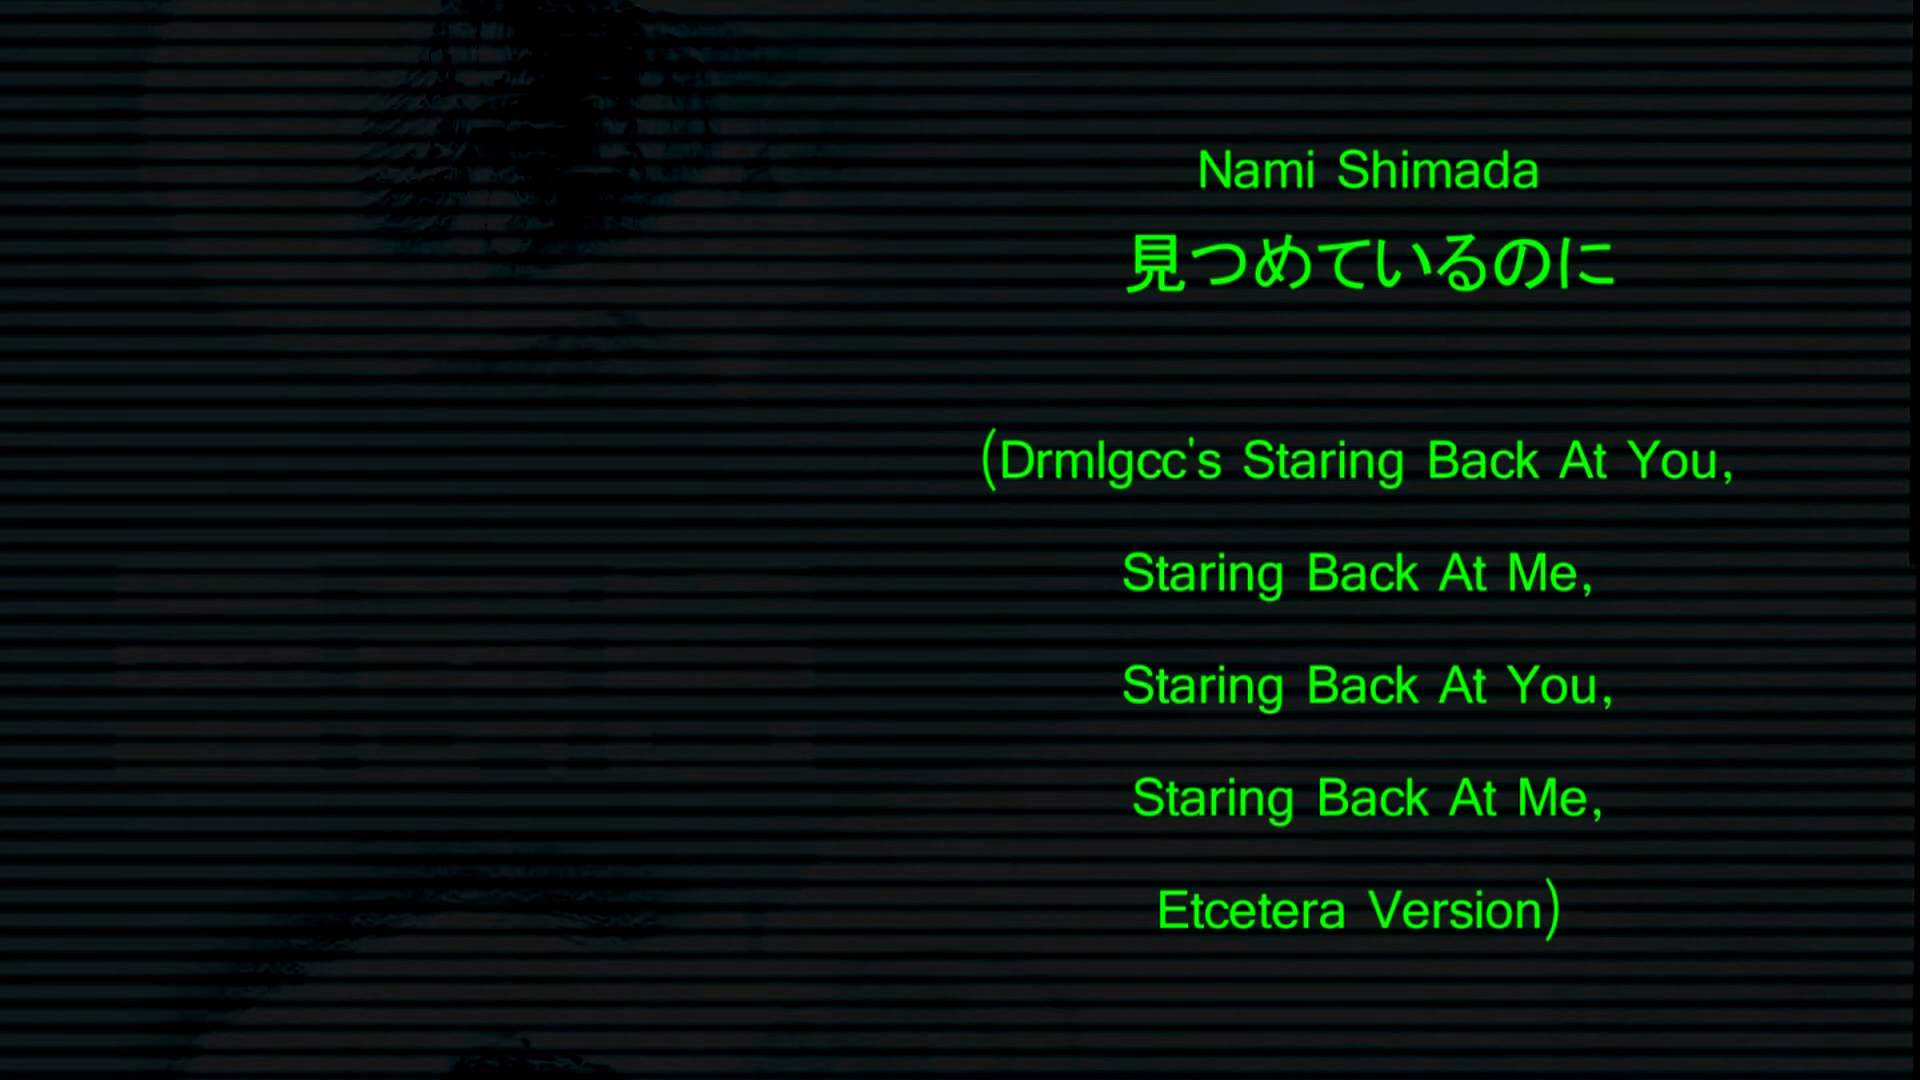 Nami Shimada
見つめているのに
(Drmlgcc's Staring Back At You,
Staring Back At Me,
Staring Back At You,
Staring Back At Me,
Etcetera Version)